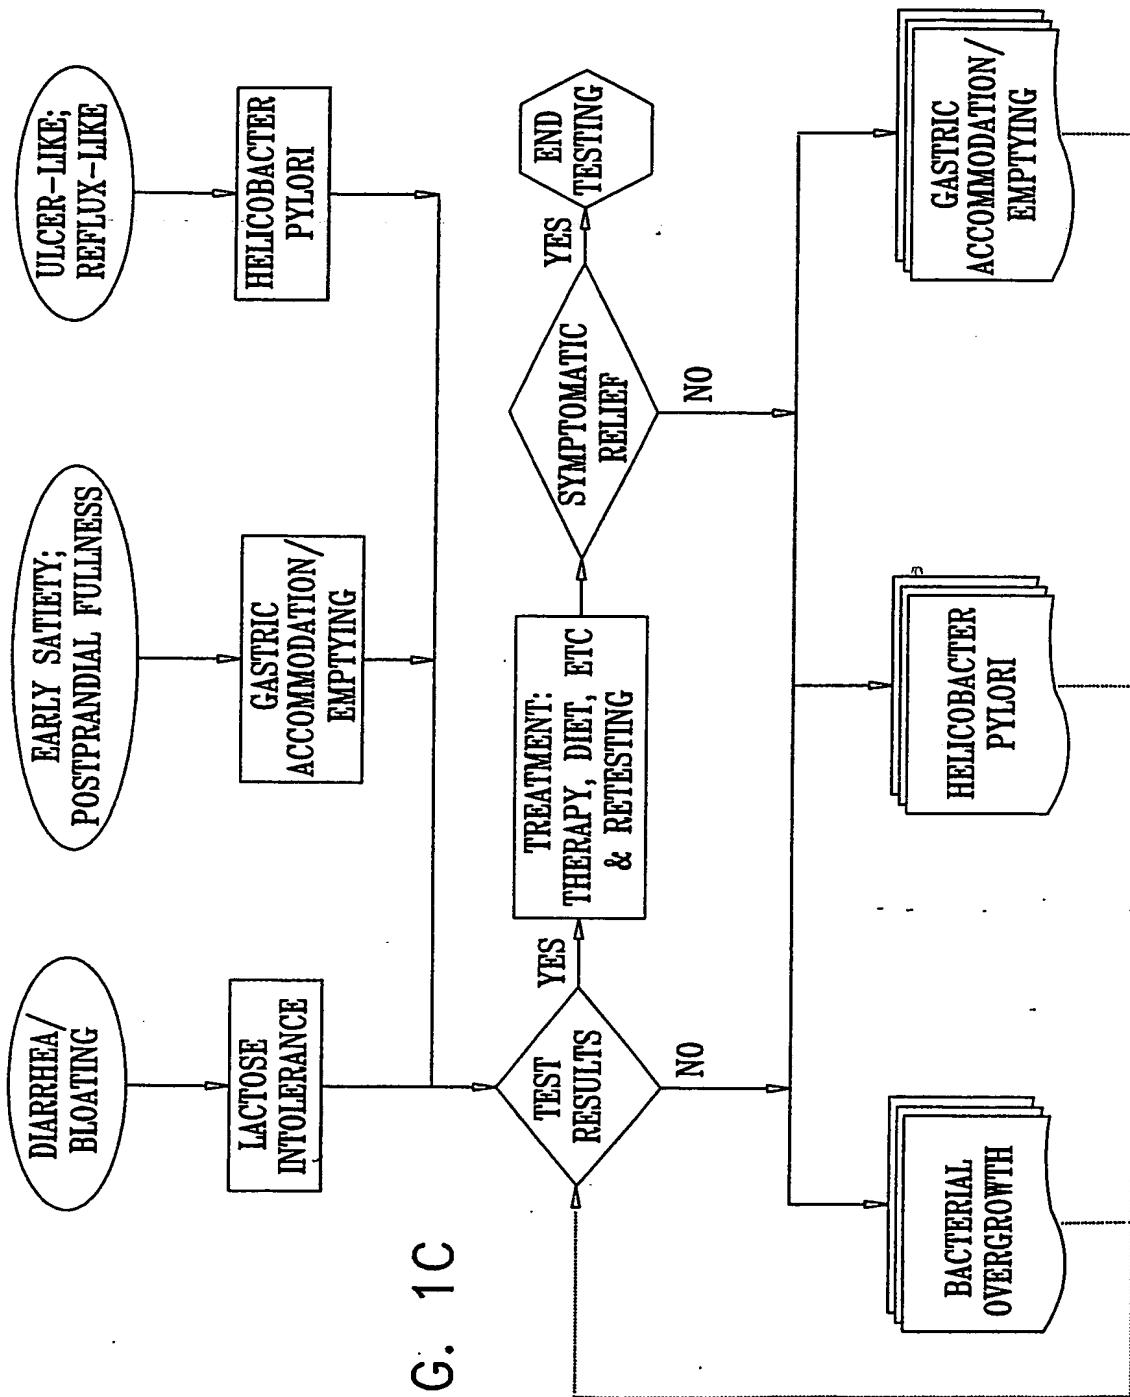 DIARRHEA/
BLOATING
EARLY SATIETY;
POSTPRANDIAL FULLNESS
ULCER-LIKE;
REFLUX-LIKE
LACTOSE
INTOLERANCE
GASTRIC
ACCOMMODATION/
EMPTYING
HELICOBACTER
PYLORI
G. 1C
TEST
RESULTS
YES
NO
TREATMENT:
THERAPY, DIET, ETC
& RETESTING
SYMPTOMATIC
RELIEF
YES
NO
END
TESTING
BACTERIAL
OVERGROWTH
HELICOBACTER
PYLORI
GASTRIC
ACCOMMODATION/
EMPTYING